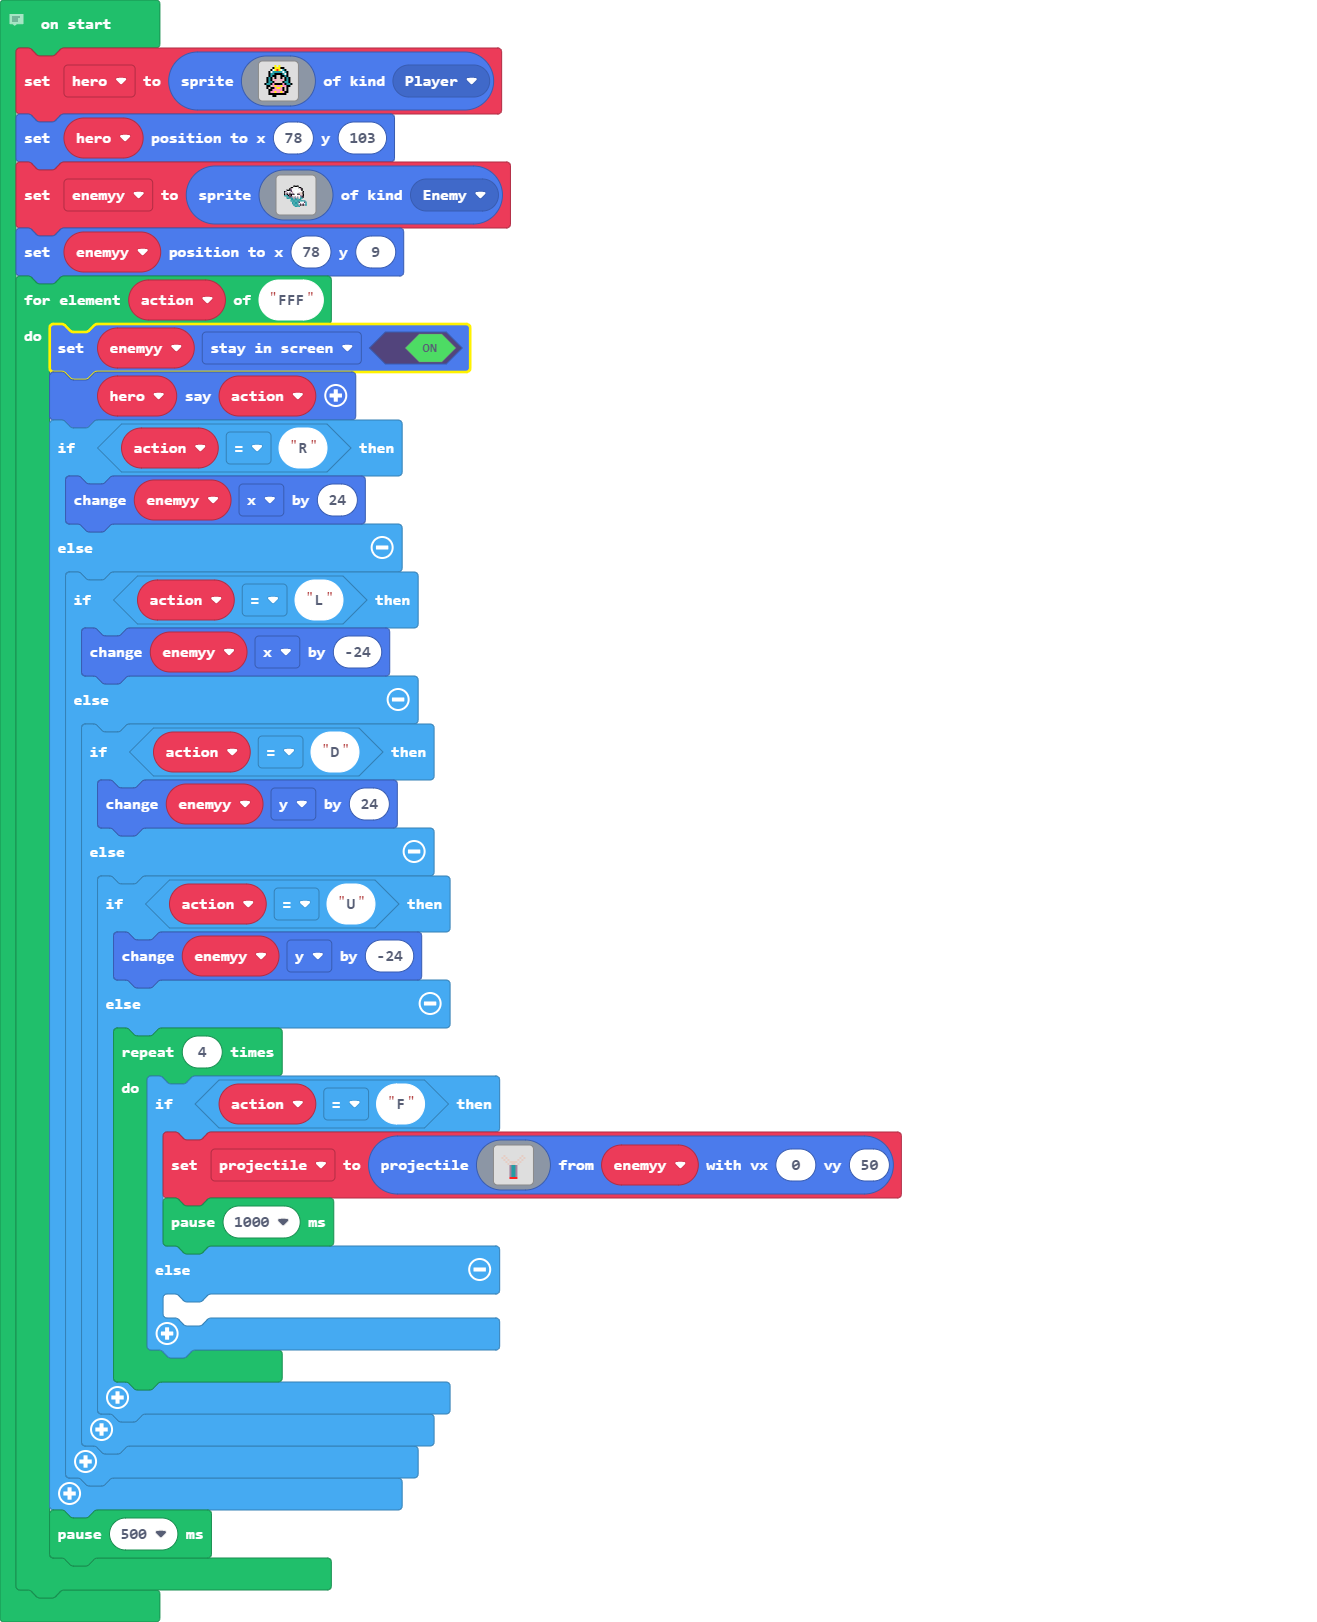 on start
set hero to sprite of kind Player
set hero position to x 78 y 103
set enemyy to sprite of kind Enemy
set enemyy position to x 78 y 9
for element action of "FFF"
do
set enemyy stay in screen ON
hero say action
if action = "R" then
change enemyy x by 24
else
if action = "L" then
change enemyy x by -24
else
if action = "D" then
change enemyy y by 24
else
if action = "U" then
change enemyy y by -24
else
repeat 4 times
do
if action = "F" then
set projectile to projectile from enemyy with vx 0 vy 50
pause 1000 ms
else
pause 500 ms